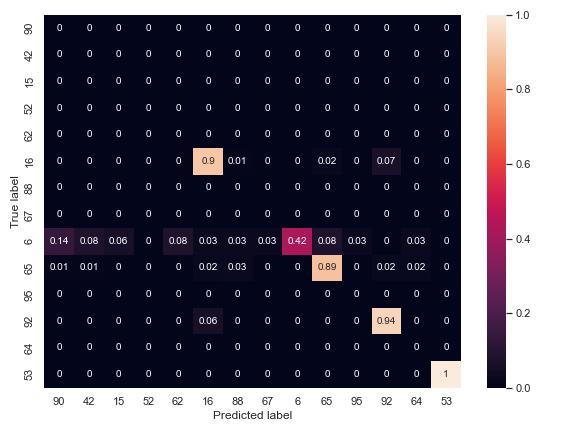 90 0 0 0 0 0 0 0 0 0 0 0 0 0 0
42 0 0 0 0 0 0 0 0 0 0 0 0 0 0
15 0 0 0 0 0 0 0 0 0 0 0 0 0 0
52 0 0 0 0 0 0 0 0 0 0 0 0 0 0
62 0 0 0 0 0 0 0 0 0 0 0 0 0 0
16 0 0 0 0 0 0.9 0.01 0 0 0.02 0 0.07 0 0
88 0 0 0 0 0 0 0 0 0 0 0 0 0 0
67 0 0 0 0 0 0 0 0 0 0 0 0 0 0
6 0.14 0.08 0.06 0 0.08 0.03 0.03 0.03 0.42 0.08 0.03 0 0.03 0
65 0.01 0.01 0 0 0 0.02 0.03 0 0 0.89 0 0.02 0.02 0
95 0 0 0 0 0 0 0 0 0 0 0 0 0 0
92 0 0 0 0 0 0.06 0 0 0 0 0 0.94 0 0
64 0 0 0 0 0 0 0 0 0 0 0 0 0 0
53 0 0 0 0 0 0 0 0 0 0 0 0 0 1
90 42 15 52 62 16 88 67 6 65 95 92 64 53
Predicted label
True label
1.0
0.8
0.6
0.4
0.2
0.0